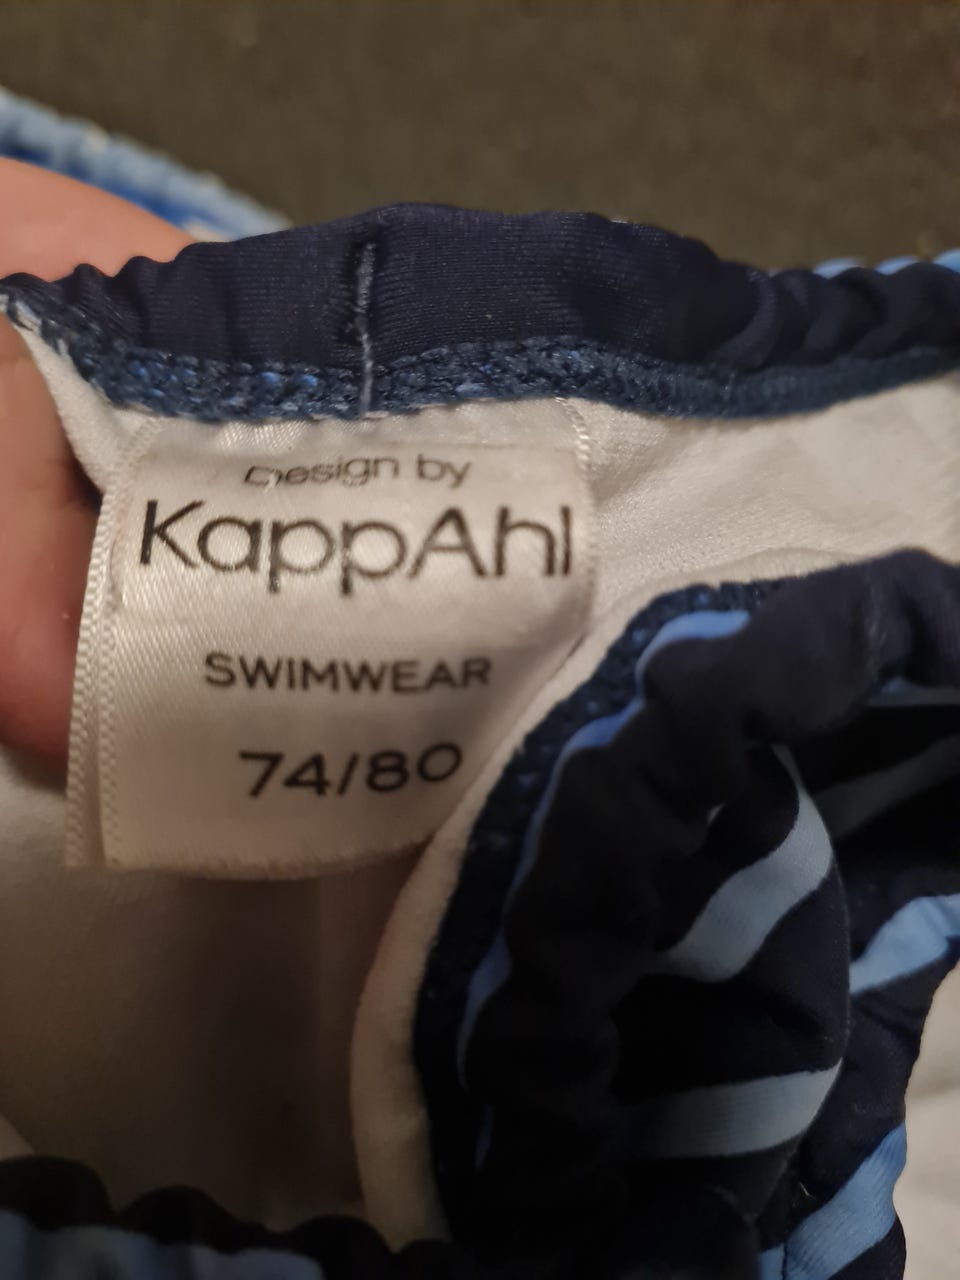 Design by
KappAhl
SWIMWEAR
74/80